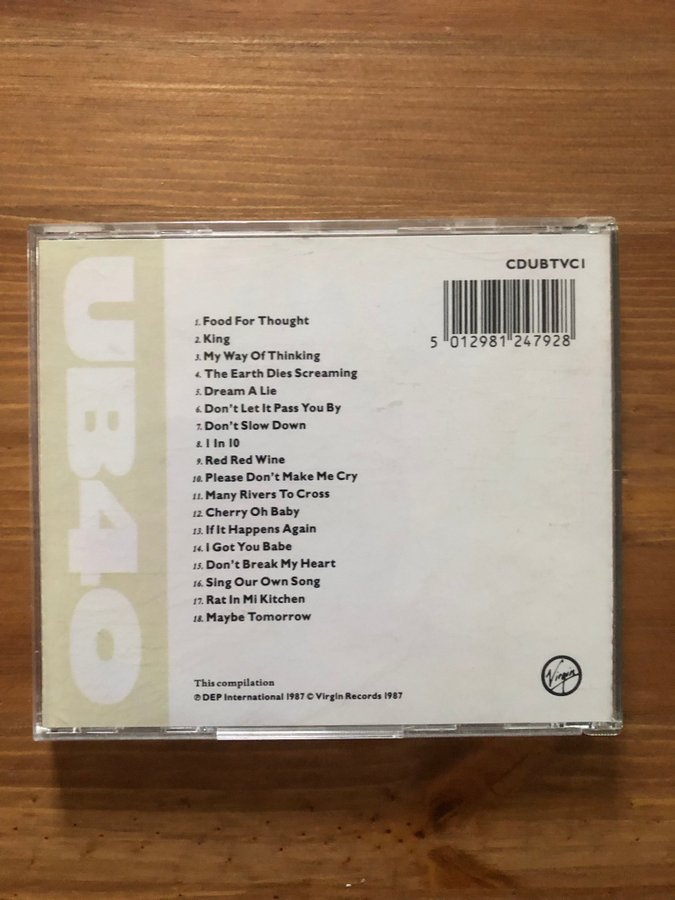 UB40
CDUBTVC1
5 012981 247928
1. Food For Thought
2. King
3. My Way Of Thinking
4. The Earth Dies Screaming
5. Dream A Lie
6. Don't Let It Pass You By
7. Don't Slow Down
8. 1 In 10
9. Red Red Wine
10. Please Don't Make Me Cry
11. Many Rivers To Cross
12. Cherry Oh Baby
13. If It Happens Again
14. I Got You Babe
15. Don't Break My Heart
16. Sing Our Own Song
17. Rat In Mi Kitchen
18. Maybe Tomorrow
This compilation
℗ DEP International 1987 © Virgin Records 1987
Virgin